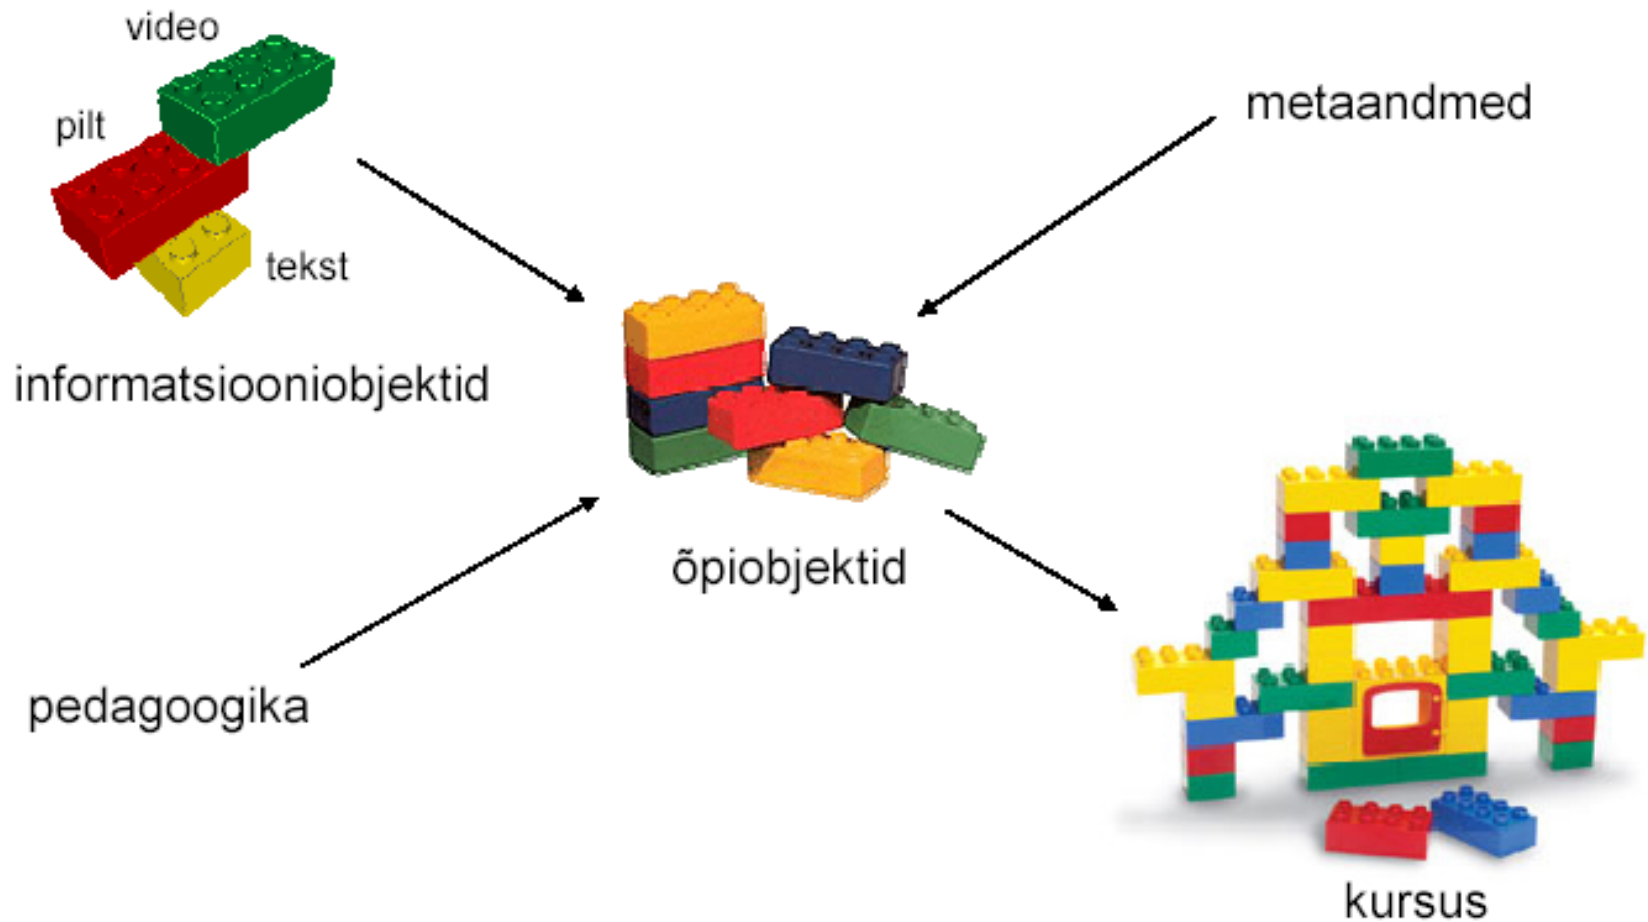 video
pilt
tekst
informatsiooniobjektid
metaandmed
õpiobjektid
pedagoogika
kursus